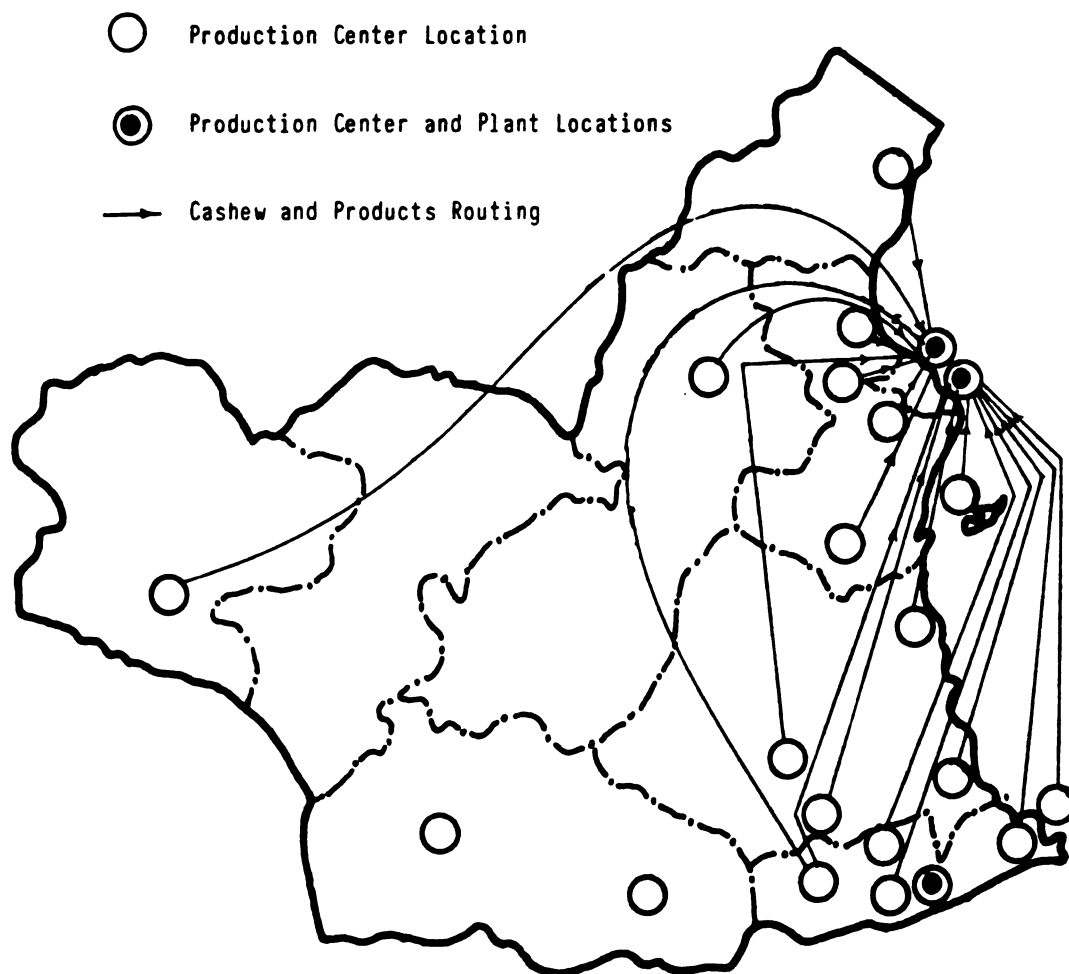 Production Center Location
Production Center and Plant Locations
Cashew and Products Routing